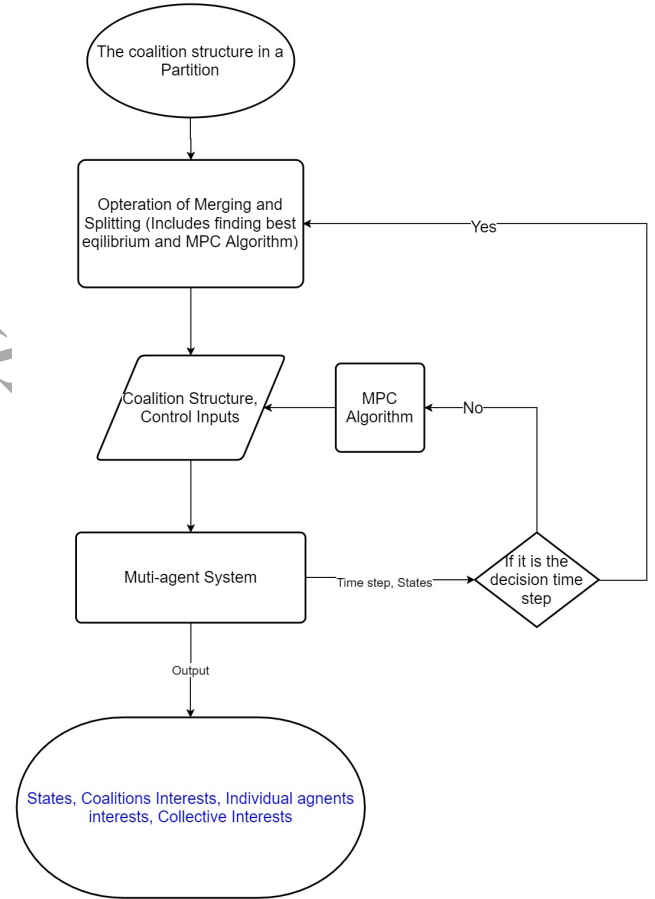 The coalition structure in a
Partition
Opteration of Merging and
Splitting (Includes finding best
eqilibrium and MPC Algorithm)
Yes
Coalition Structure,
Control Inputs
MPC
Algorithm
No
Muti-agent System
Time step, States
If it is the
decision time
step
Output
States, Coalitions Interests, Individual agnents
interests, Collective Interests